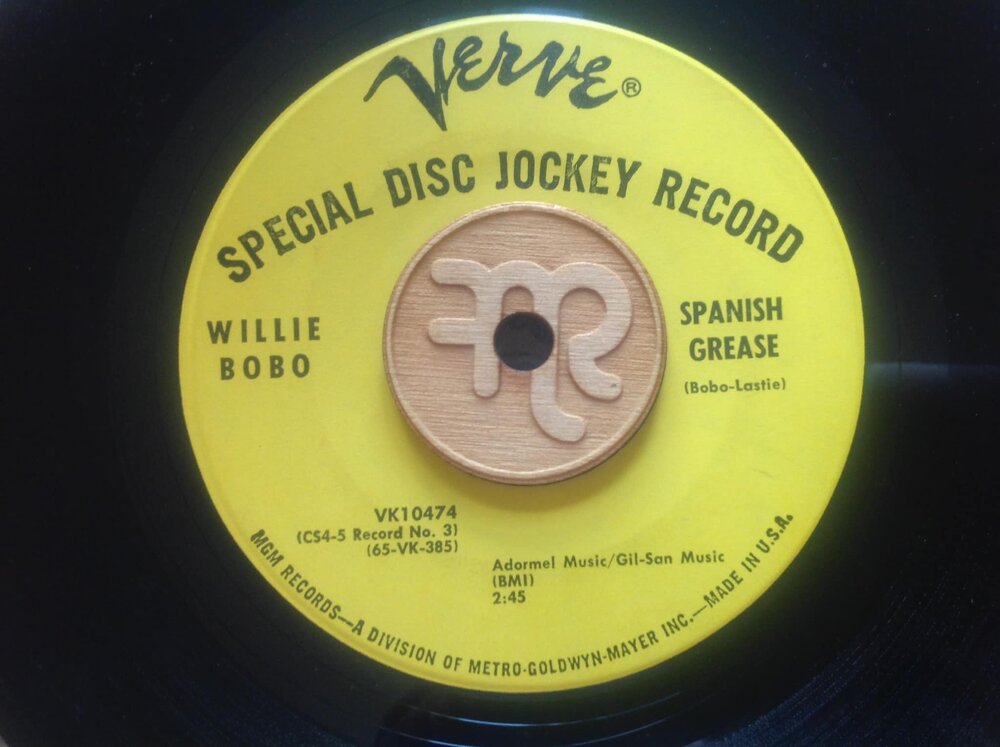 VERVE®
SPECIAL DISC JOCKEY RECORD
WILLIE
BOBO
SPANISH
GREASE
(Bobo-Lastie)
VK10474
(CS4-5 Record No. 3)
(65-VK-385)
Adormel Music/Gil-San Music
(BMI)
2:45
MGM RECORDS—A DIVISION OF METRO-GOLDWYN-MAYER INC.—MADE IN U.S.A.